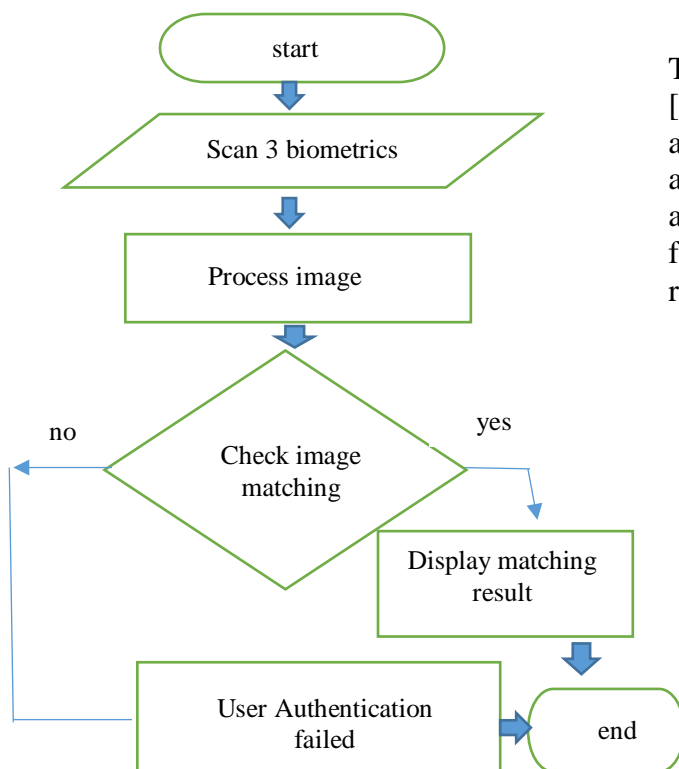 start
Scan 3 biometrics
Process image
no
yes
Check image
matching
Display matching
result
User Authentication
failed
end